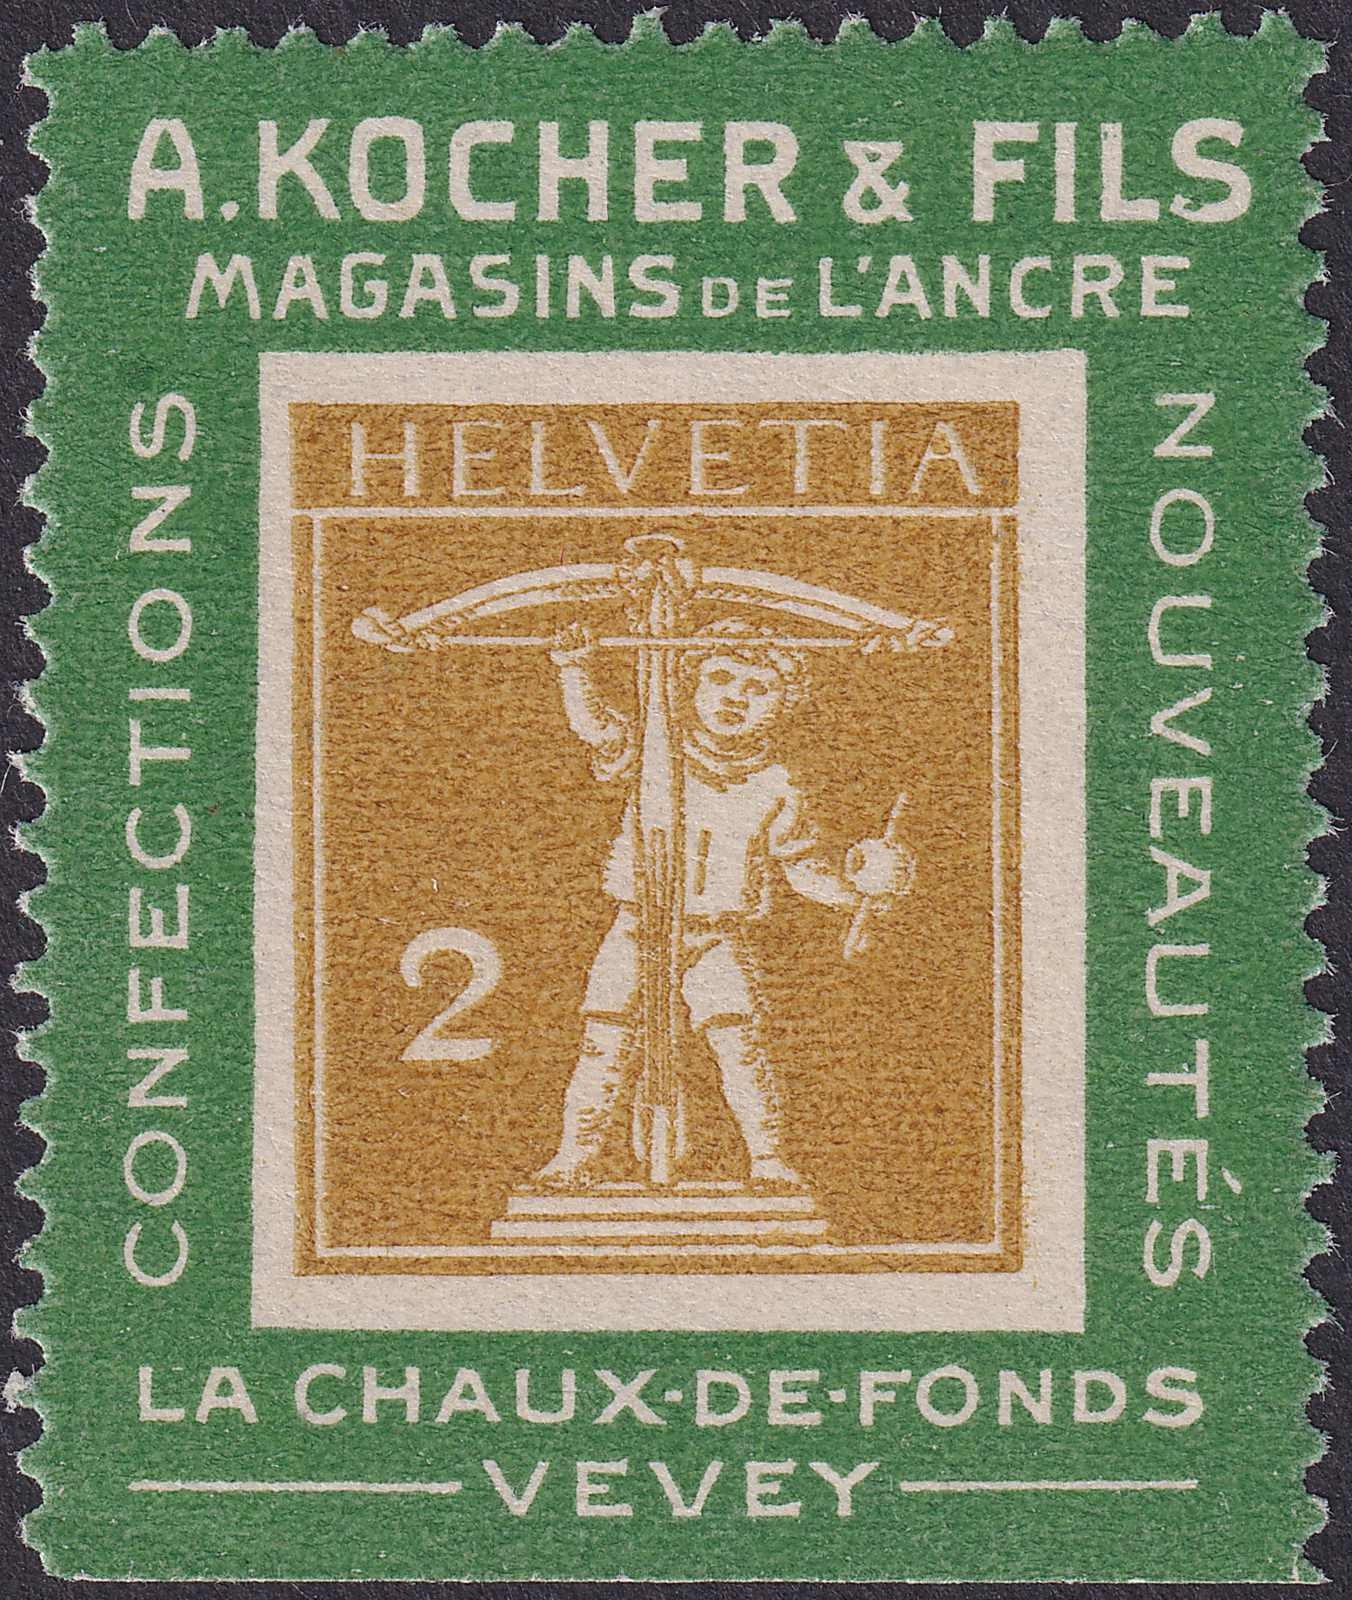 A. KOCHER & FILS
MAGASINS DE L'ANCRE
CONFECTIONS
NOUVEAUTÉS
HELVETIA
2
LA CHAUX-DE-FONDS
VEVEY